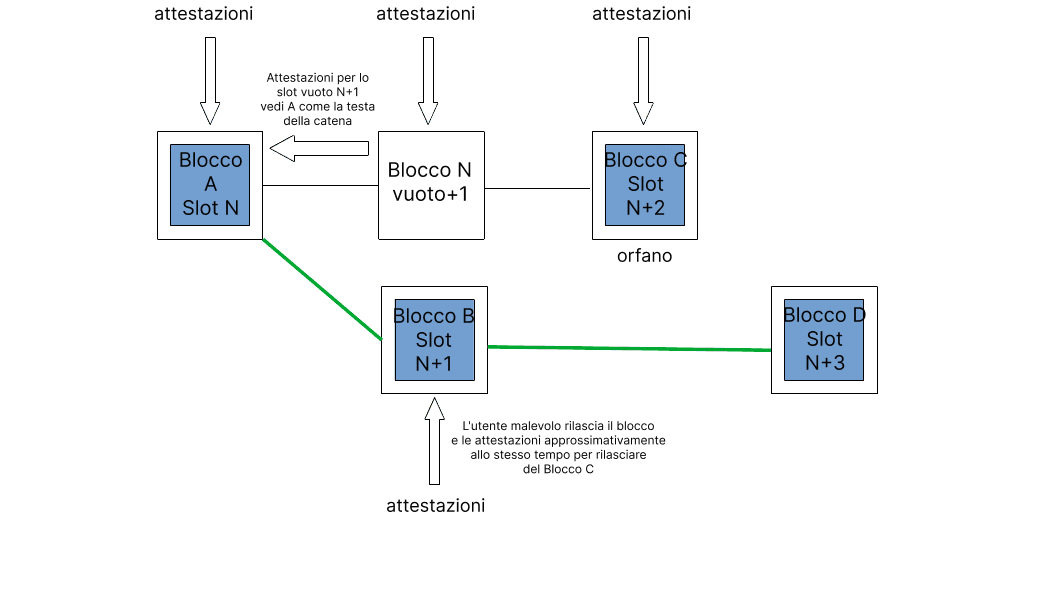 attestazioni
attestazioni
attestazioni
Attestazioni per lo
slot vuoto N+1
vedi A come la testa
della catena
Blocco
A
Slot N
Blocco N
vuoto+1
Blocco C
Slot
N+2
orfano
Blocco B
Slot
N+1
Blocco D
Slot
N+3
L'utente malevolo rilascia il blocco
e le attestazioni approssimativamente
allo stesso tempo per rilasciare
del Blocco C
attestazioni